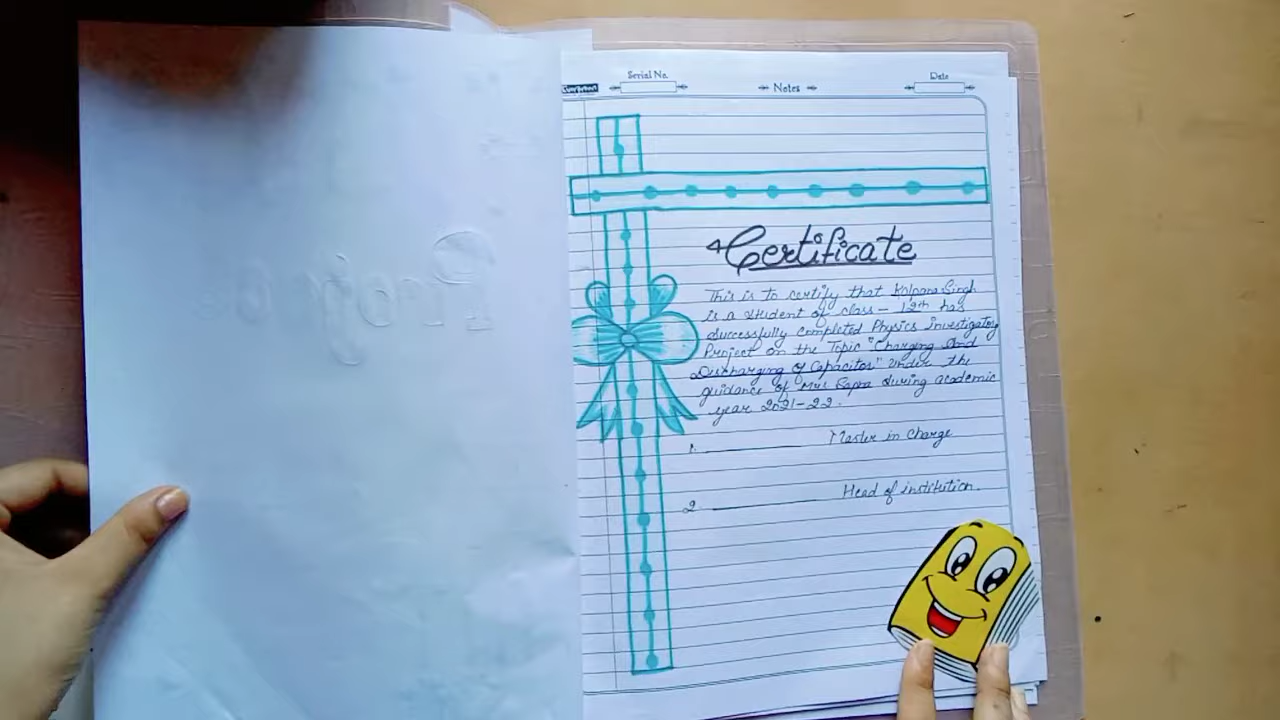 Serial No.
Notes
Date
Certificate
This is to certify that Kalpana Singh
is a student of class - 12th has
Successfully completed Physics Investigatory
Project on the Topic "Charging And
Discharging of Capacitor" under the
guidance of Mrs during academic
year 2021-22.
1. Master in Charge
2 Head of institution.
Proje